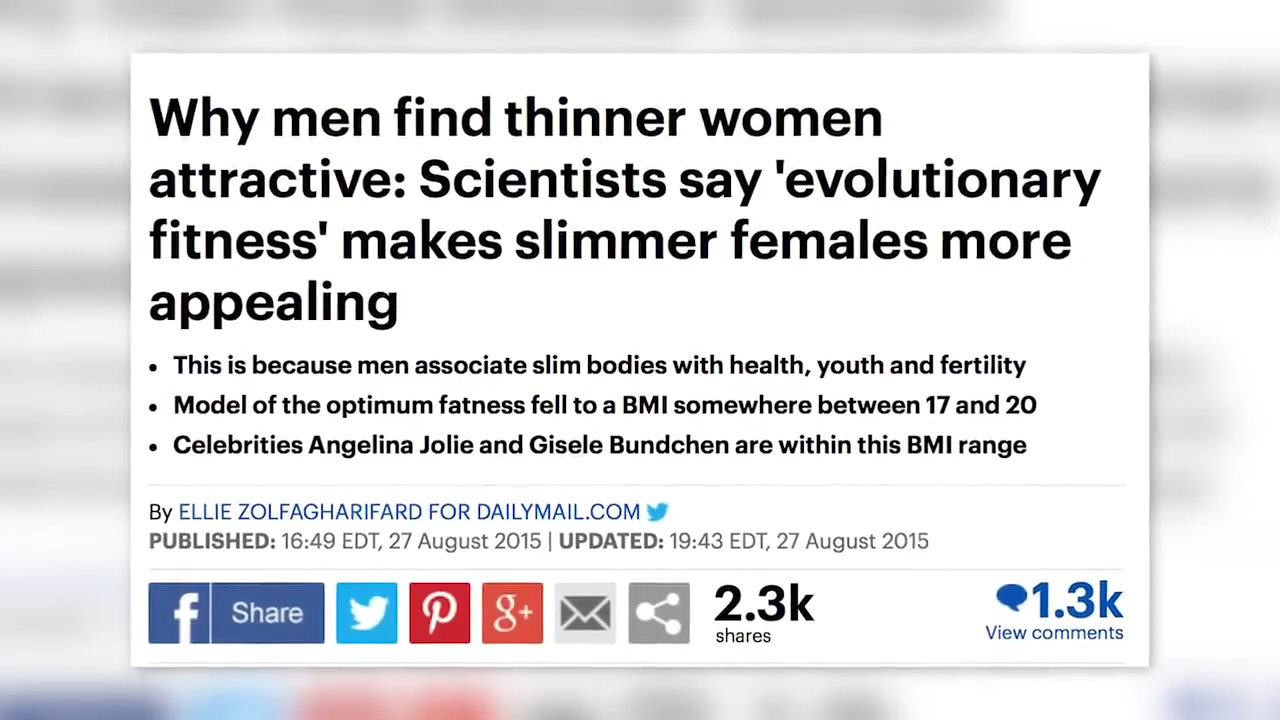 Why men find thinner women
attractive: Scientists say 'evolutionary
fitness' makes slimmer females more
appealing
• This is because men associate slim bodies with health, youth and fertility
• Model of the optimum fatness fell to a BMI somewhere between 17 and 20
• Celebrities Angelina Jolie and Gisele Bundchen are within this BMI range
By ELLIE ZOLFAGHARIFARD FOR DAILYMAIL.COM
PUBLISHED: 16:49 EDT, 27 August 2015 | UPDATED: 19:43 EDT, 27 August 2015
f Share g+ 2.3k shares
1.3k View comments